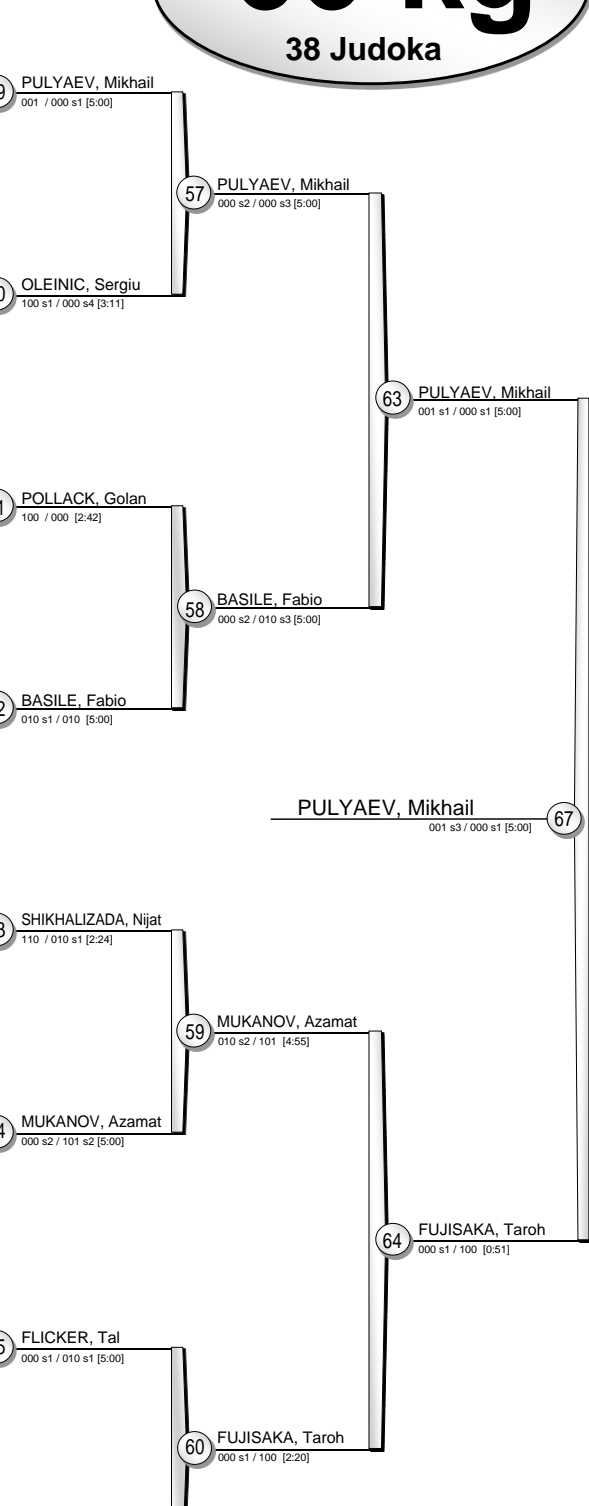 38 Judoka
PULYAEV, Mikhail
001 / 000 s1 [5:00]
57
PULYAEV, Mikhail
000 s2 / 000 s3 [5:00]
OLEINIC, Sergiu
100 s1 / 000 s4 [3:11]
63
PULYAEV, Mikhail
001 s1 / 000 s1 [5:00]
POLLACK, Golan
100 / 000 [2:42]
58
BASILE, Fabio
000 s2 / 010 s3 [5:00]
BASILE, Fabio
010 s1 / 010 [5:00]
PULYAEV, Mikhail
67
001 s3 / 000 s1 [5:00]
SHIKHALIZADA, Nijat
110 / 010 s1 [2:24]
59
MUKANOV, Azamat
010 s2 / 101 [4:55]
MUKANOV, Azamat
000 s2 / 101 s2 [5:00]
64
FUJISAKA, Taroh
000 s1 / 100 [0:51]
FLICKER, Tal
000 s1 / 010 s1 [5:00]
60
FUJISAKA, Taroh
000 s1 / 100 [2:20]